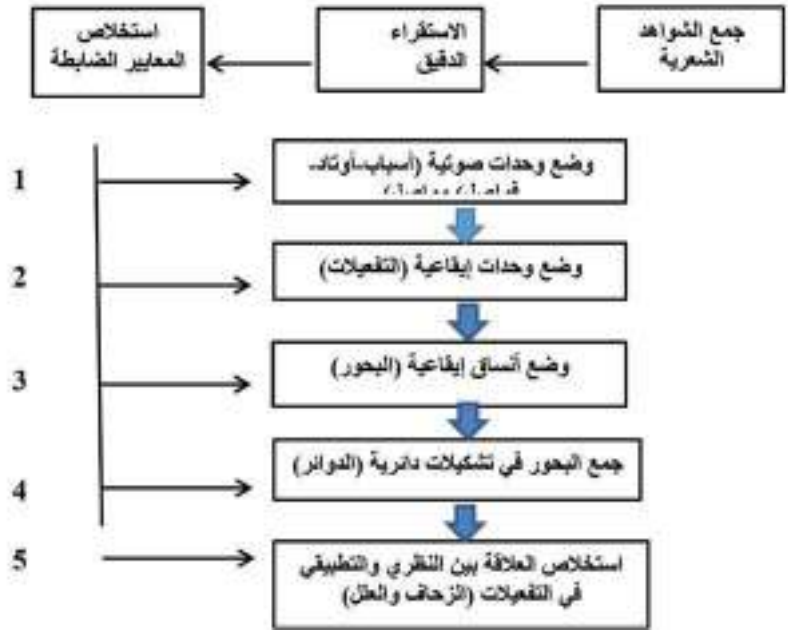 جمع الشواهد
الشعرية
الاستقراء
الدقيق
استخلاص
المعايير الضابطة
1
وضع وحدات صوتية (أسباب-أوتاد-
2
وضع وحدات إيقاعية (التفعيلات)
3
وضع أنساق إيقاعية (البحور)
4
جمع البحور في تشكيلات دائرية (الدوائر)
5
استخلاص العلاقة بين النظري والتطبيقي
في التفعيلات (الزحاف والعلل)